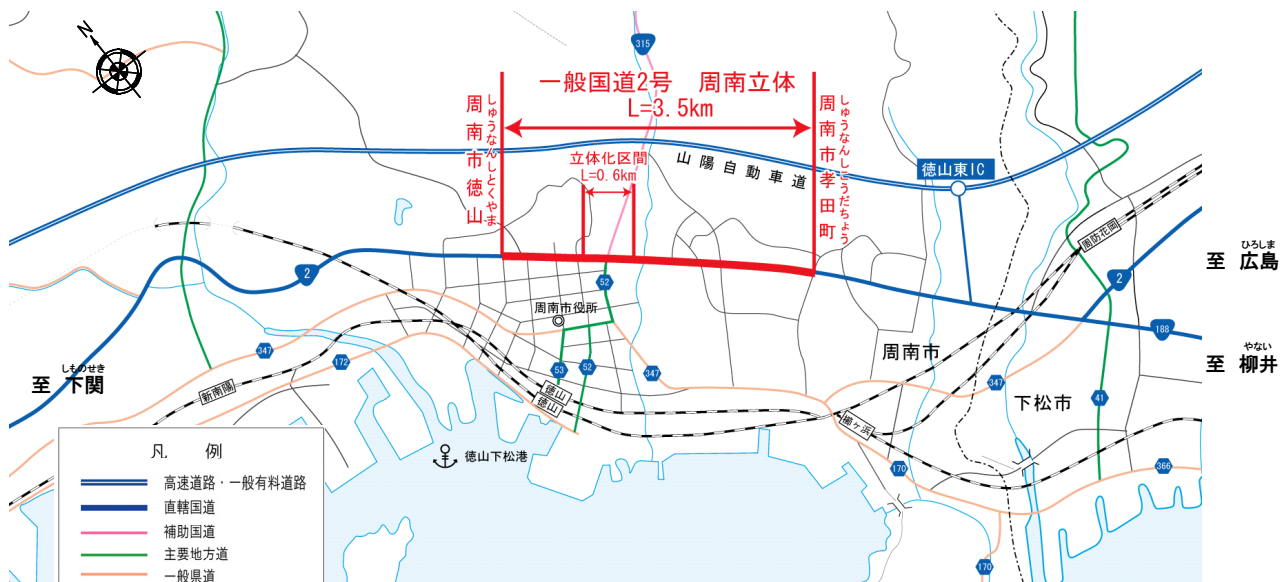 N
315
一般国道2号　周南立体
L=3.5km
しゅうなんしとくやま
周南市徳山
しゅうなんしこうだちょう
周南市孝田町
立体化区間
L=0.6km
山陽自動車道
徳山東IC
周防花岡
ひろしま
至 広島
2
2
52
周南市役所
188
やない
至 柳井
周南市
347
172
しものせき
至 下関
新南陽
53
52
347
347
徳山
徳山
下松市
41
櫛ヶ浜
徳山下松港
170
366
凡　例
高速道路・一般有料道路
直轄国道
補助国道
主要地方道
一般県道
170